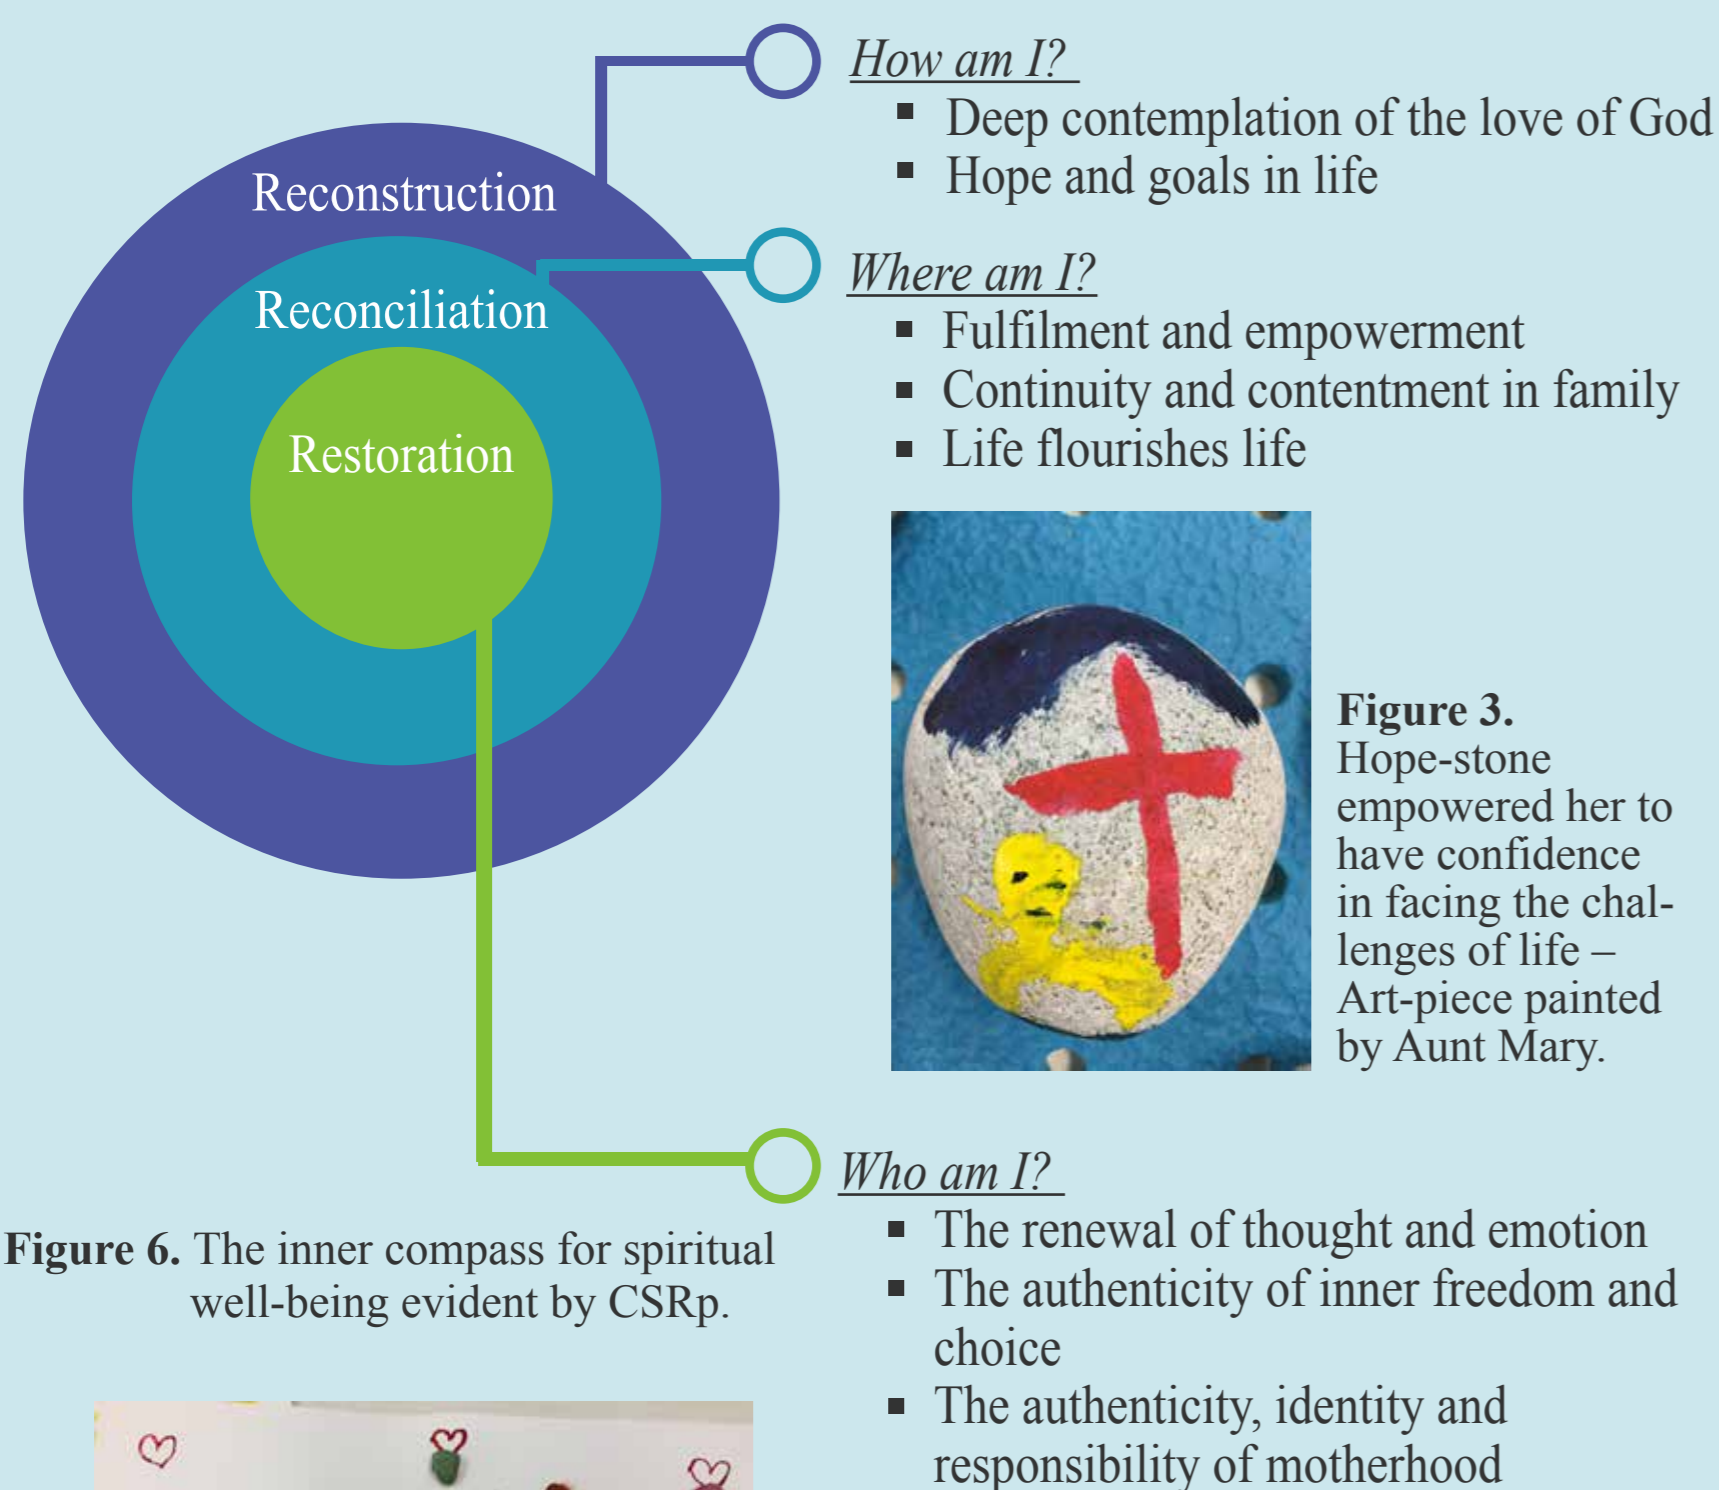 How am I?
▪ Deep contemplation of the love of God
▪ Hope and goals in life
Reconstruction
Where am I?
▪ Fulfilment and empowerment
▪ Continuity and contentment in family
▪ Life flourishes life
Reconciliation
Restoration
Figure 3.
Hope-stone
empowered her to
have confidence
in facing the chal-
lenges of life –
Art-piece painted
by Aunt Mary.
Who am I?
▪ The renewal of thought and emotion
▪ The authenticity of inner freedom and
choice
▪ The authenticity, identity and
responsibility of motherhood
Figure 6. The inner compass for spiritual
well-being evident by CSRp.